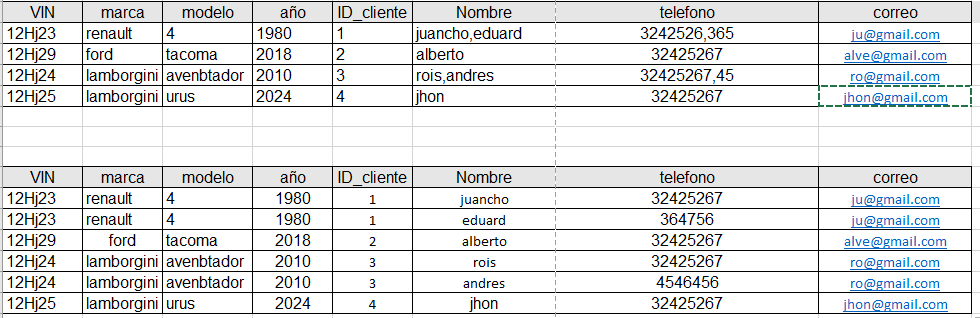 VIN marca modelo año ID_cliente Nombre telefono correo
12Hj23 renault 4 1980 1 juancho,eduard 3242526,365 ju@gmail.com
12Hj29 ford tacoma 2018 2 alberto 32425267 alve@gmail.com
12Hj24 lamborgini avenbtador 2010 3 rois,andres 32425267,45 ro@gmail.com
12Hj25 lamborgini urus 2024 4 jhon 32425267 jhon@gmail.com
VIN marca modelo año ID_cliente Nombre telefono correo
12Hj23 renault 4 1980 1 juancho 32425267 ju@gmail.com
12Hj23 renault 4 1980 1 eduard 364756 ju@gmail.com
12Hj29 ford tacoma 2018 2 alberto 32425267 alve@gmail.com
12Hj24 lamborgini avenbtador 2010 3 rois 32425267 ro@gmail.com
12Hj24 lamborgini avenbtador 2010 3 andres 4546456 ro@gmail.com
12Hj25 lamborgini urus 2024 4 jhon 32425267 jhon@gmail.com